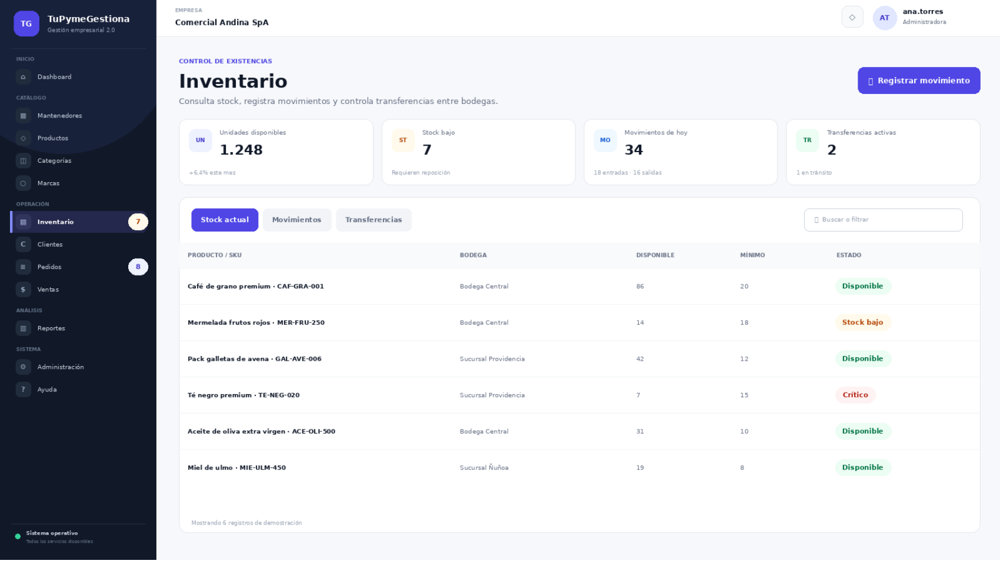 TG
TuPymeGestiona
Gestión empresarial 2.0
INICIO
Dashboard
CATÁLOGO
Mantenedores
Productos
Categorías
Marcas
OPERACIÓN
Inventario 7
C Clientes
Pedidos 8
$ Ventas
ANÁLISIS
Reportes
SISTEMA
Administración
? Ayuda
Sistema operativo
Todos los servicios disponibles
EMPRESA
Comercial Andina SpA
AT
ana.torres
Administradora
CONTROL DE EXISTENCIAS
Inventario
Consulta stock, registra movimientos y controla transferencias entre bodegas.
Registrar movimiento
UN
Unidades disponibles
1.248
+6,4% este mes
ST
Stock bajo
7
Requieren reposición
MO
Movimientos de hoy
34
18 entradas · 16 salidas
TR
Transferencias activas
2
1 en tránsito
Stock actual Movimientos Transferencias Buscar o filtrar
PRODUCTO / SKU BODEGA DISPONIBLE MÍNIMO ESTADO
Café de grano premium · CAF-GRA-001 Bodega Central 86 20 Disponible
Mermelada frutos rojos · MER-FRU-250 Bodega Central 14 18 Stock bajo
Pack galletas de avena · GAL-AVE-006 Sucursal Providencia 42 12 Disponible
Té negro premium · TE-NEG-020 Sucursal Providencia 7 15 Crítico
Aceite de oliva extra virgen · ACE-OLI-500 Bodega Central 31 10 Disponible
Miel de ulmo · MIE-ULM-450 Sucursal Ñuñoa 19 8 Disponible
Mostrando 6 registros de demostración